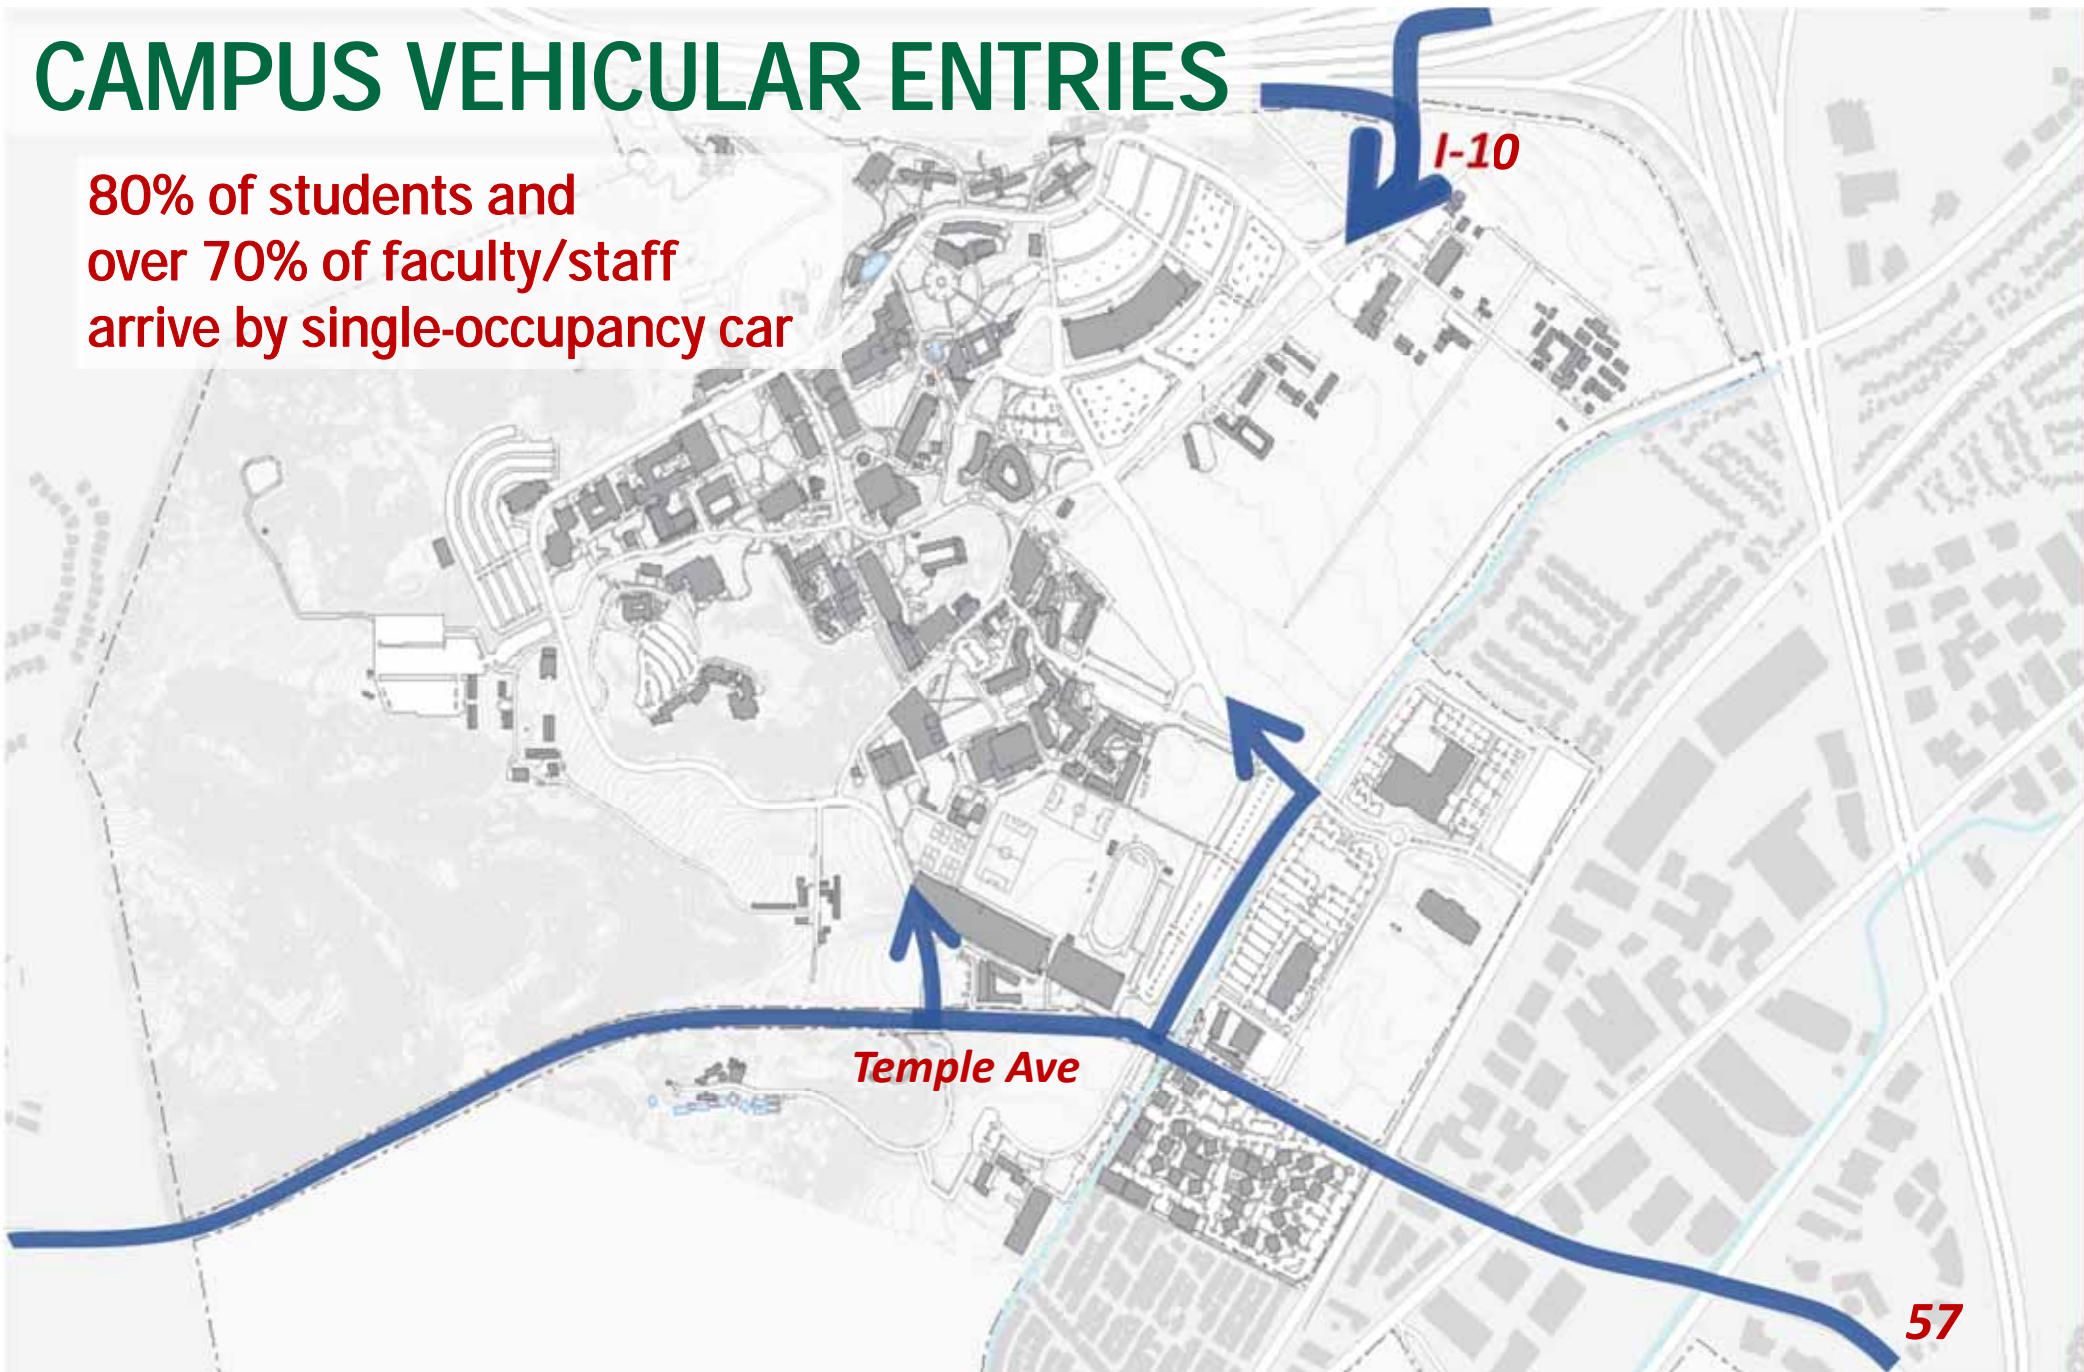 CAMPUS VEHICULAR ENTRIES
80% of students and
over 70% of faculty/staff
arrive by single-occupancy car
I-10
Temple Ave
57